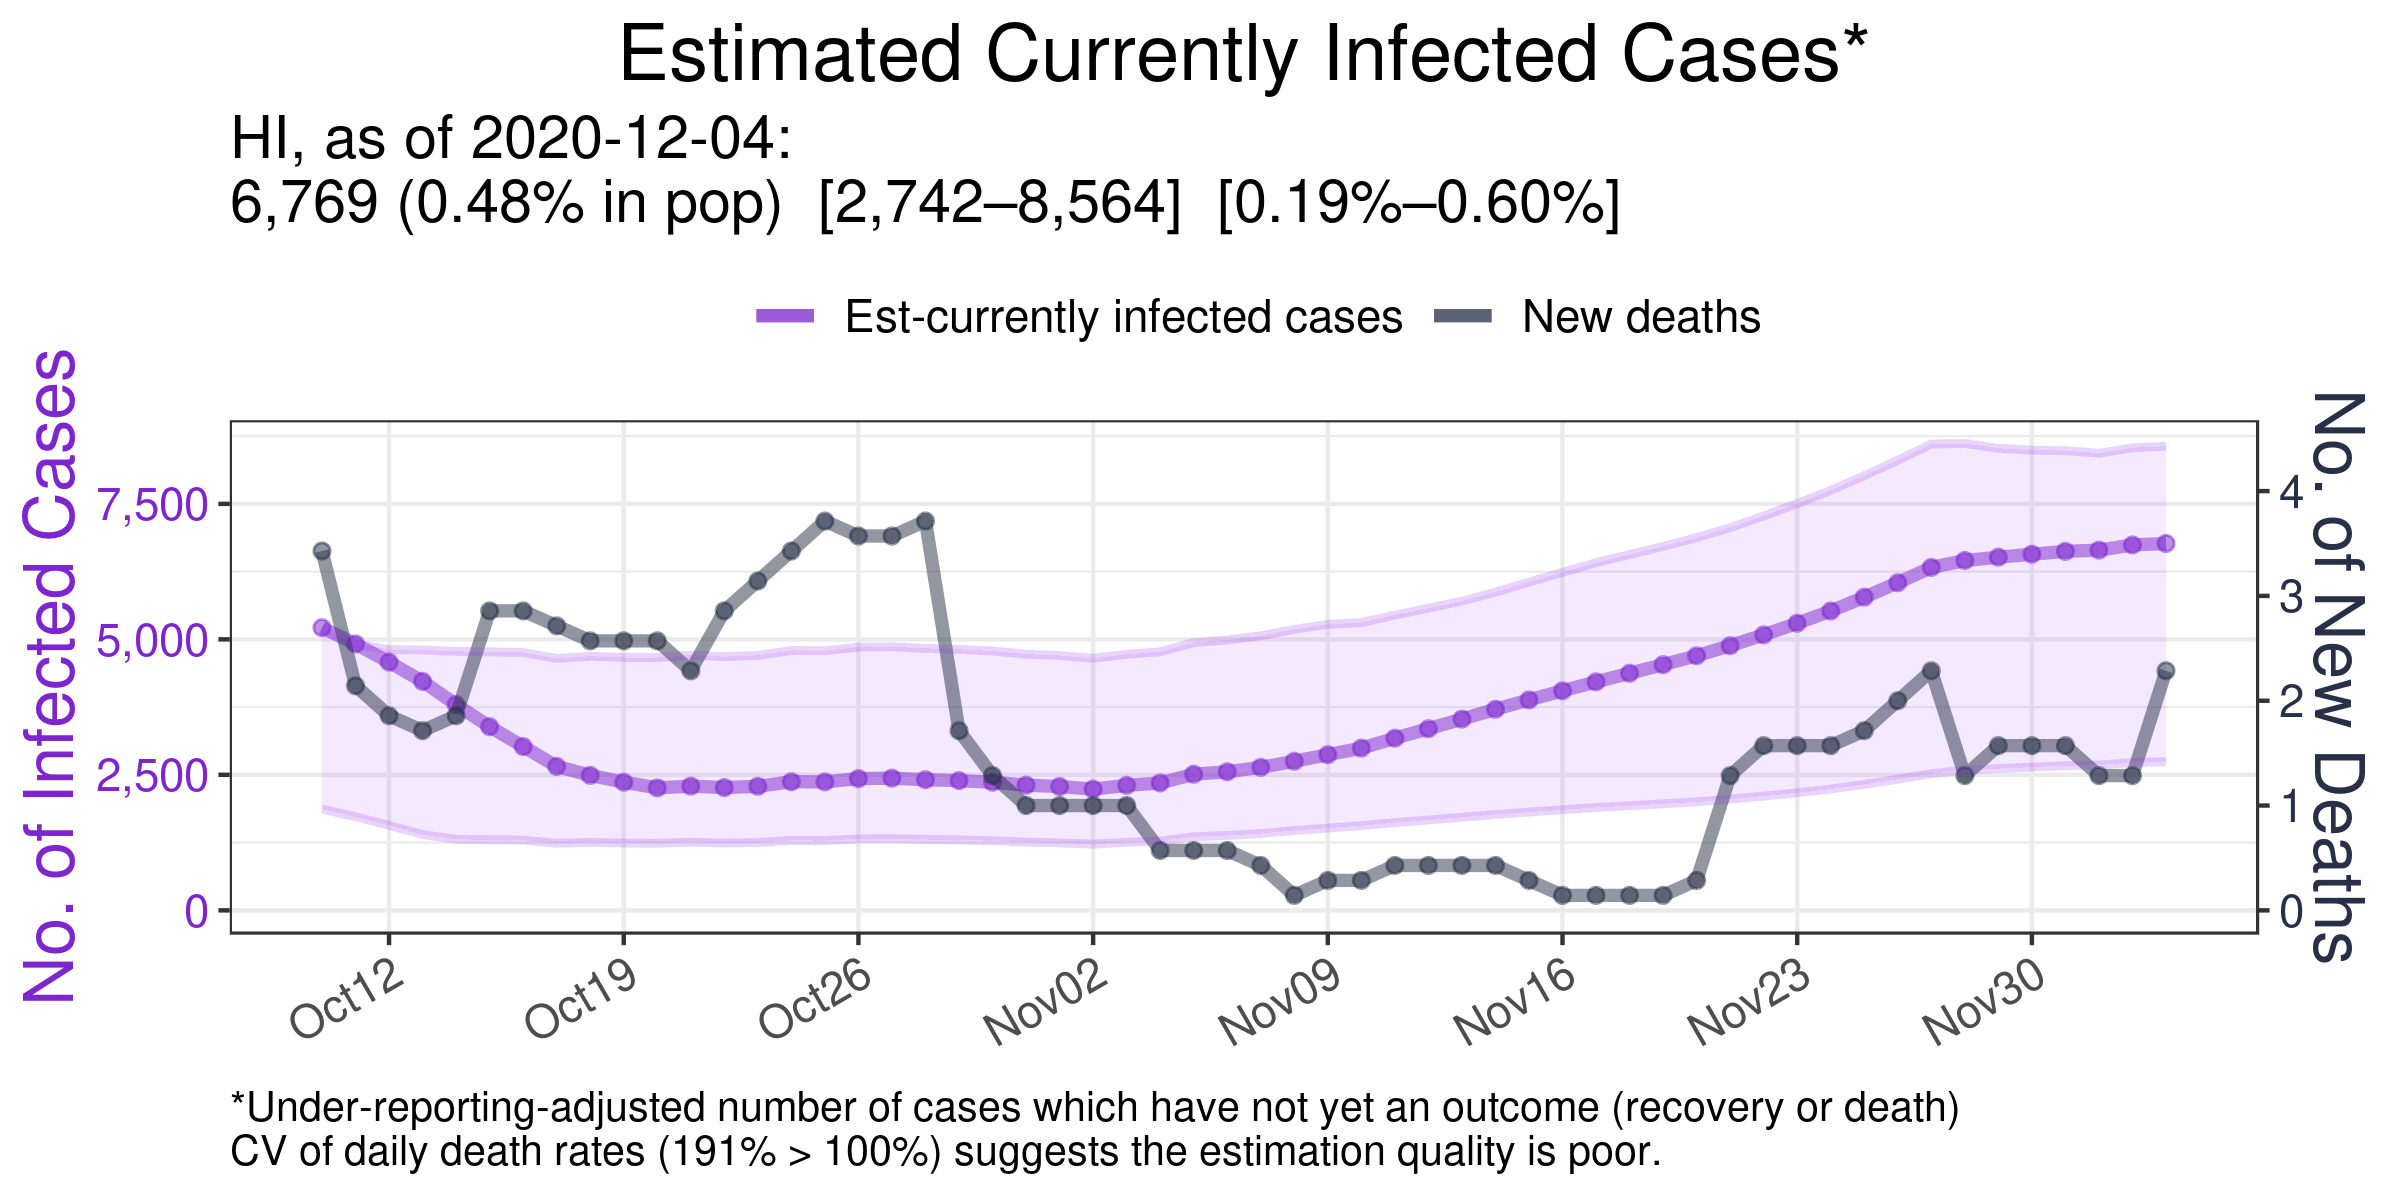 Estimated Currently Infected Cases*
HI, as of 2020-12-04:
6,769 (0.48% in pop)  [2,742–8,564]  [0.19%–0.60%]
Est-currently infected cases
New deaths
No. of Infected Cases
7,500
5,000
2,500
0
4
3
2
1
0
No. of New Deaths
Oct12
Oct19
Oct26
Nov02
Nov09
Nov16
Nov23
Nov30
*Under-reporting-adjusted number of cases which have not yet an outcome (recovery or death)
CV of daily death rates (191% > 100%) suggests the estimation quality is poor.